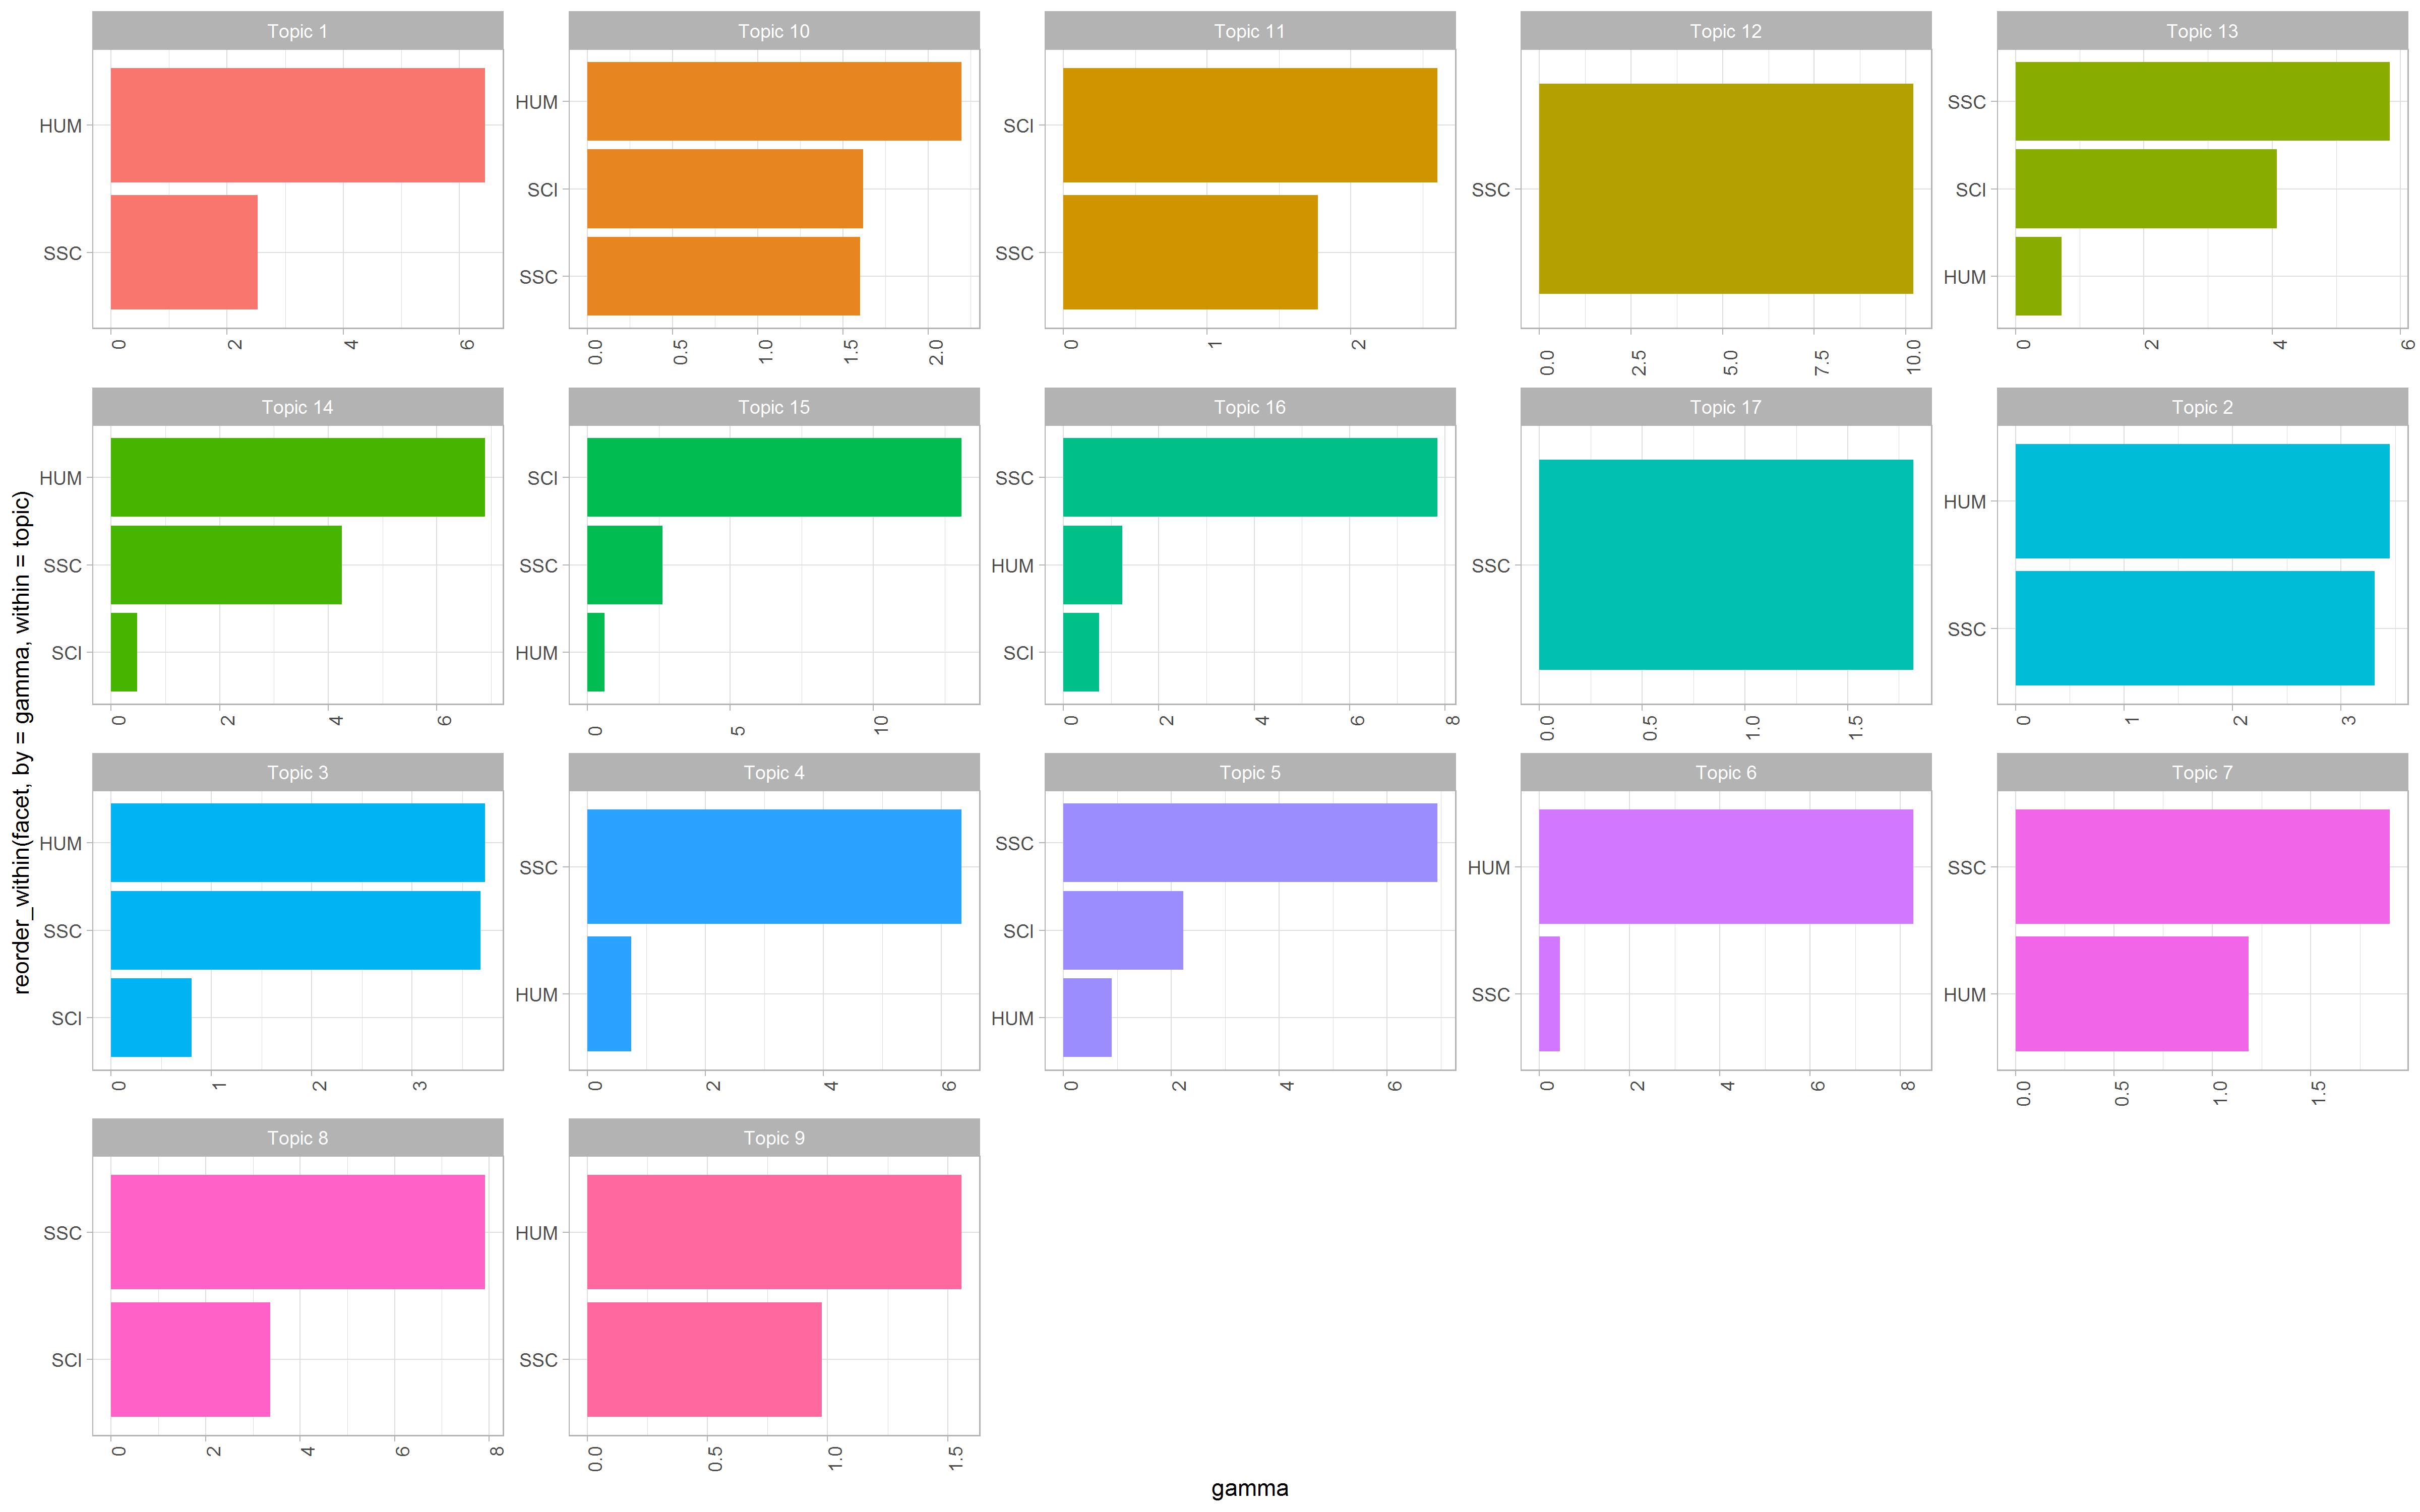 Topic 1
HUM
SSC
0 2 4 6
Topic 10
HUM
SCI
SSC
0.0 0.5 1.0 1.5 2.0
Topic 11
SCI
SSC
0 1 2
Topic 12
SSC
0.0 2.5 5.0 7.5 10.0
Topic 13
SSC
SCI
HUM
0 2 4 6
Topic 14
HUM
SSC
SCI
0 2 4 6
Topic 15
SCI
SSC
HUM
0 5 10
Topic 16
SSC
HUM
SCI
0 2 4 6 8
Topic 17
SSC
0.0 0.5 1.0 1.5
Topic 2
HUM
SSC
0 1 2 3
Topic 3
HUM
SSC
SCI
0 1 2 3
Topic 4
SSC
HUM
0 2 4 6
Topic 5
SSC
SCI
HUM
0 2 4 6
Topic 6
HUM
SSC
0 2 4 6 8
Topic 7
SSC
HUM
0.0 0.5 1.0 1.5
Topic 8
SSC
SCI
0 2 4 6 8
Topic 9
HUM
SSC
0.0 0.5 1.0 1.5
reorder_within(facet, by = gamma, within = topic)
gamma